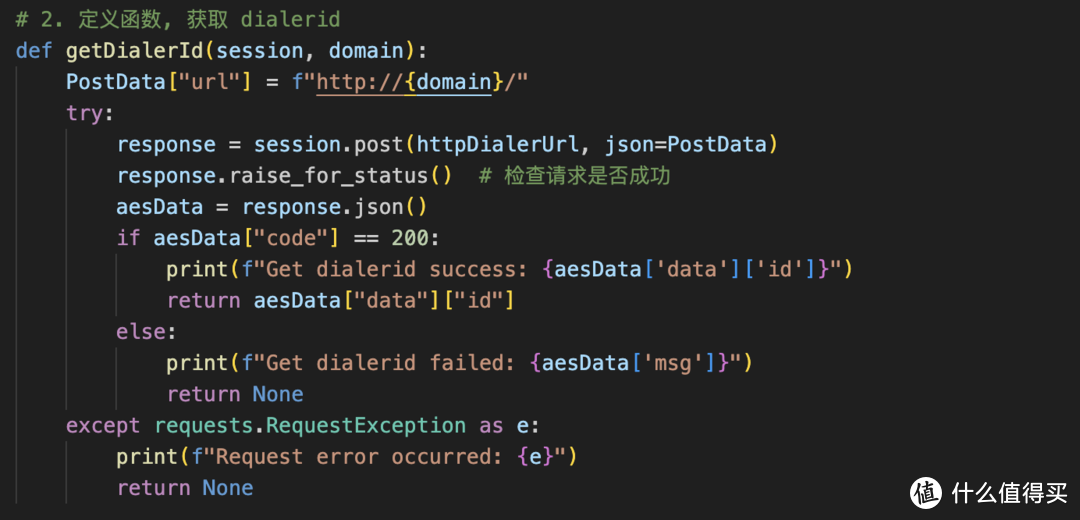 # 2. 定义函数, 获取 dialerid
def getDialerId(session, domain):
    PostData["url"] = f"http://{domain}/"
    try:
        response = session.post(httpDialerUrl, json=PostData)
        response.raise_for_status()  # 检查请求是否成功
        aesData = response.json()
        if aesData["code"] == 200:
            print(f"Get dialerid success: {aesData['data']['id']}")
            return aesData["data"]["id"]
        else:
            print(f"Get dialerid failed: {aesData['msg']}")
            return None
    except requests.RequestException as e:
        print(f"Request error occurred: {e}")
        return None
值 什么值得买